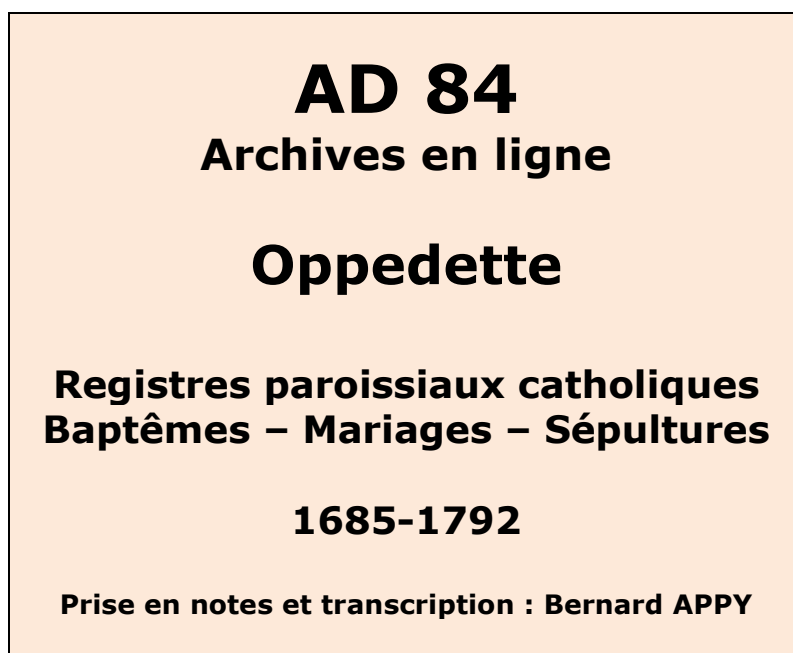 AD 84
Archives en ligne
Oppedette
Registres paroissiaux catholiques
Baptêmes – Mariages – Sépultures
1685-1792
Prise en notes et transcription : Bernard APPY